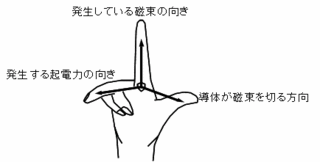 発生している磁束の向き
発生する起電力の向き
導体が磁束を切る方向